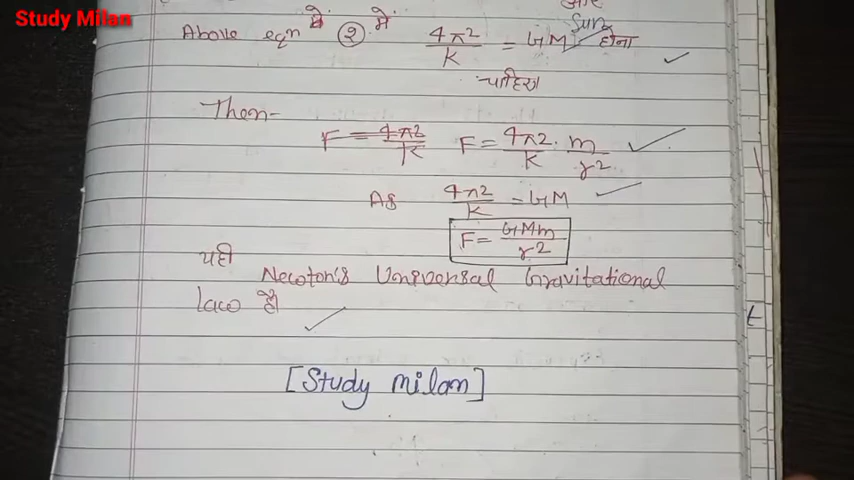 Study Milan
और
Sun
Above eqn में ② में 4π2/K = GM होना
चाहिए
Then-
F = 4π2/K F = 4π2/K . m/r2
As 4π2/K = GM
F = GMm/r2
यही
Newton's Universal Gravitational
law है।
[Study milan]